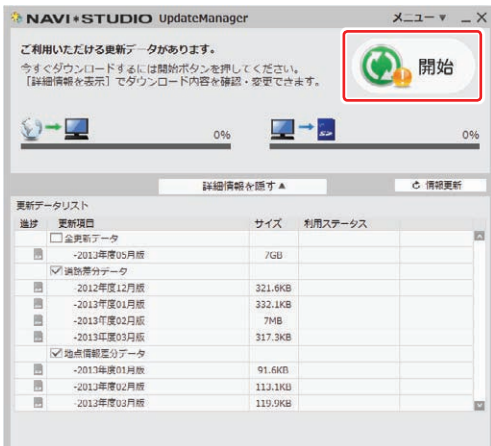 NAVI*STUDIO UpdateManager メニュー ▼ _ X
ご利用いただける更新データがあります。
今すぐダウンロードするには開始ボタンを押してください。
［詳細情報を表示］でダウンロード内容を確認・変更できます。
開始
0% 0%
詳細情報を隠す▲ 情報更新
更新データリスト
進捗 更新項目 サイズ 利用ステータス
全更新データ
-2013年度05月版 7GB
道路差分データ
-2012年度12月版 321.6KB
-2013年度01月版 332.1KB
-2013年度02月版 7MB
-2013年度03月版 317.3KB
地点情報差分データ
-2013年度01月版 91.6KB
-2013年度02月版 113.1KB
-2013年度03月版 119.9KB